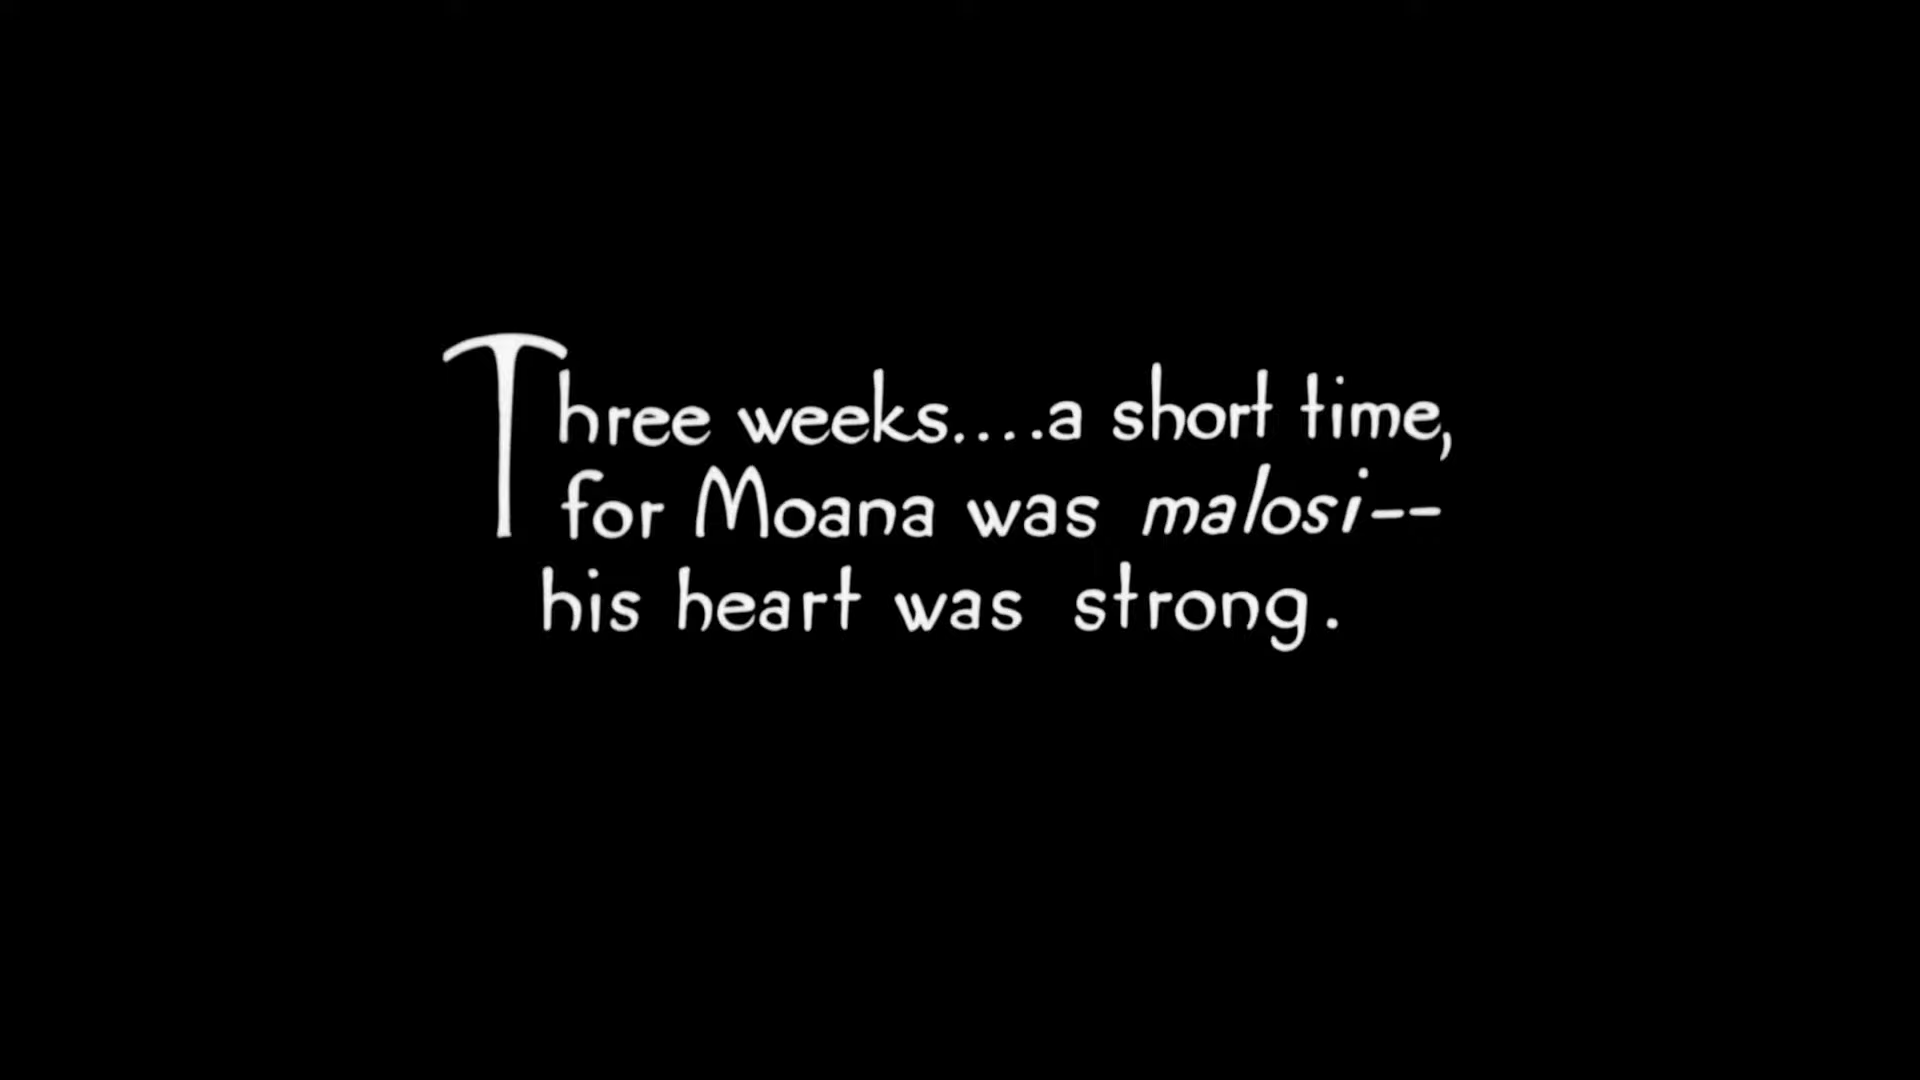 Three weeks....a short time,
for Moana was malosi--
his heart was strong.